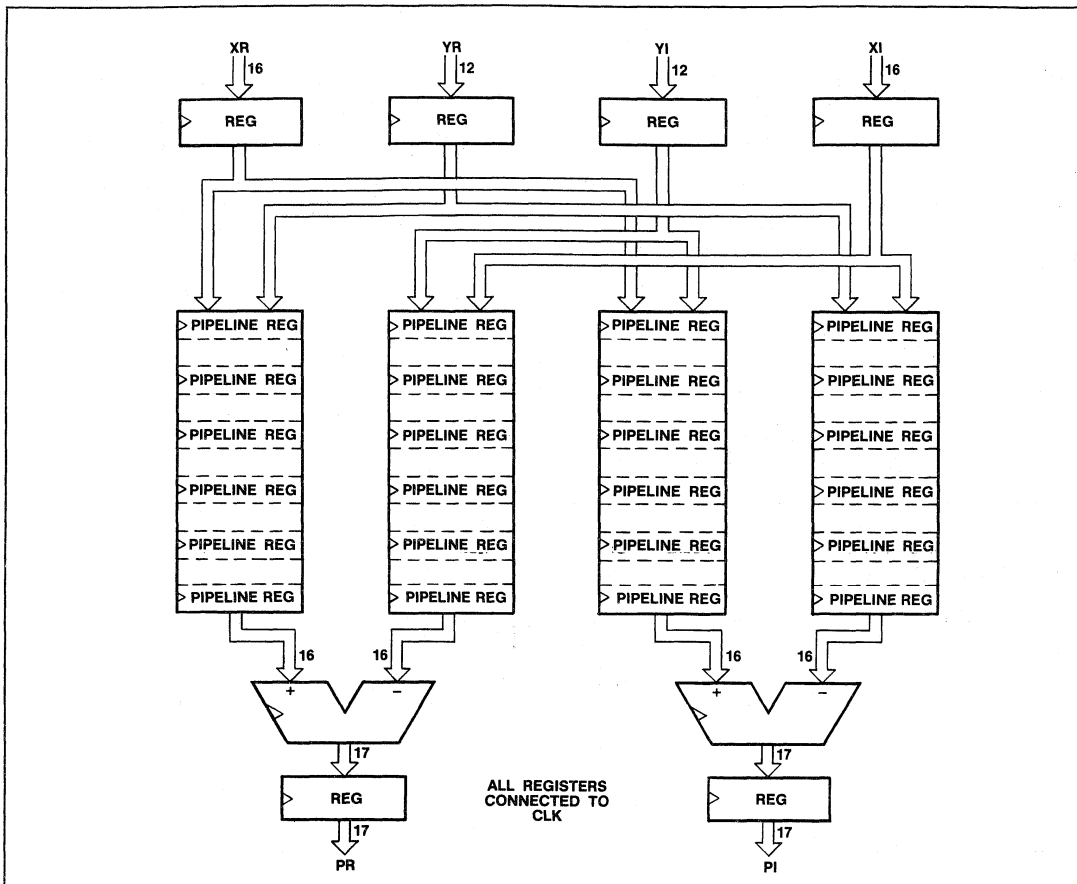 XR YR YI XI
16 12 12 16
REG REG REG REG
PIPELINE REG PIPELINE REG PIPELINE REG PIPELINE REG
PIPELINE REG PIPELINE REG PIPELINE REG PIPELINE REG
PIPELINE REG PIPELINE REG PIPELINE REG PIPELINE REG
PIPELINE REG PIPELINE REG PIPELINE REG PIPELINE REG
PIPELINE REG PIPELINE REG PIPELINE REG PIPELINE REG
PIPELINE REG PIPELINE REG PIPELINE REG PIPELINE REG
16 16 16 16
+ − + −
17 17
REG REG
ALL REGISTERS
CONNECTED TO
CLK
17 17
PR PI